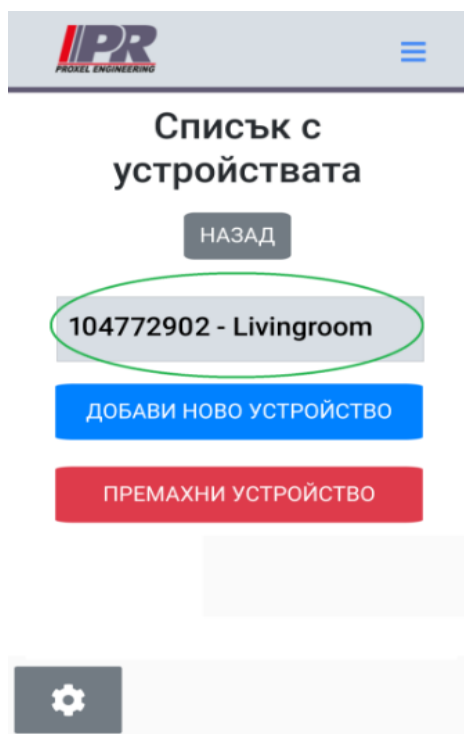 PR
PROXEL ENGINEERING
Списък с
устройствата
НАЗАД
104772902 - Livingroom
ДОБАВИ НОВО УСТРОЙСТВО
ПРЕМАХНИ УСТРОЙСТВО